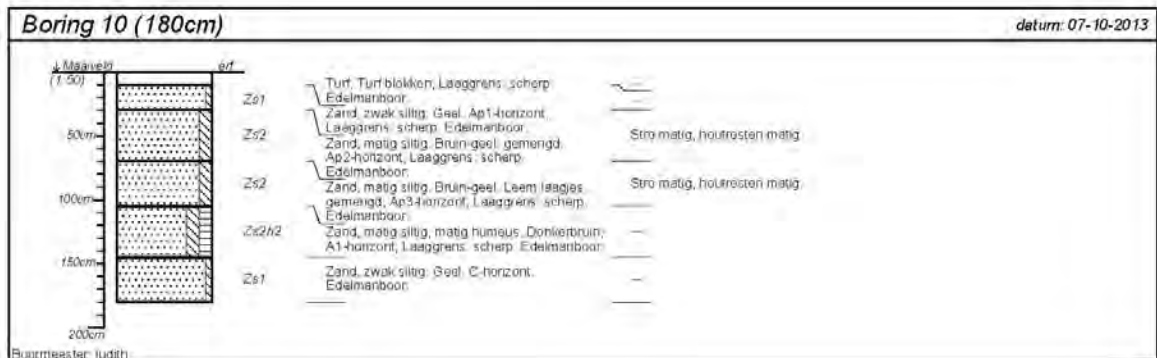 Boring 10 (180cm)
datum: 07-10-2013
↓ Maaiveld
erf
(1:50)
Turf, Turf blokken, Laaggrens: scherp.
Edelmanboor.
—
Zs1
Zand, zwak siltig. Geel. Ap1-horizont,
Laaggrens: scherp. Edelmanboor.
—
50cm
Zs2
Zand, matig siltig. Bruin-geel. gemengd,
Ap2-horizont, Laaggrens: scherp.
Edelmanboor.
Stro matig, houtresten matig.
Zs2
Zand, matig siltig. Bruin-geel. Leem laagjes
gemengd, Ap3-horizont, Laaggrens: scherp.
Edelmanboor.
Stro matig, houtresten matig.
100cm
Zs2h2
Zand, matig siltig, matig humeus. Donkerbruin,
A1-horizont, Laaggrens: scherp. Edelmanboor.
—
150cm
Zs1
Zand, zwak siltig. Geel. C-horizont.
Edelmanboor.
—
200cm
Boormeester: Judith